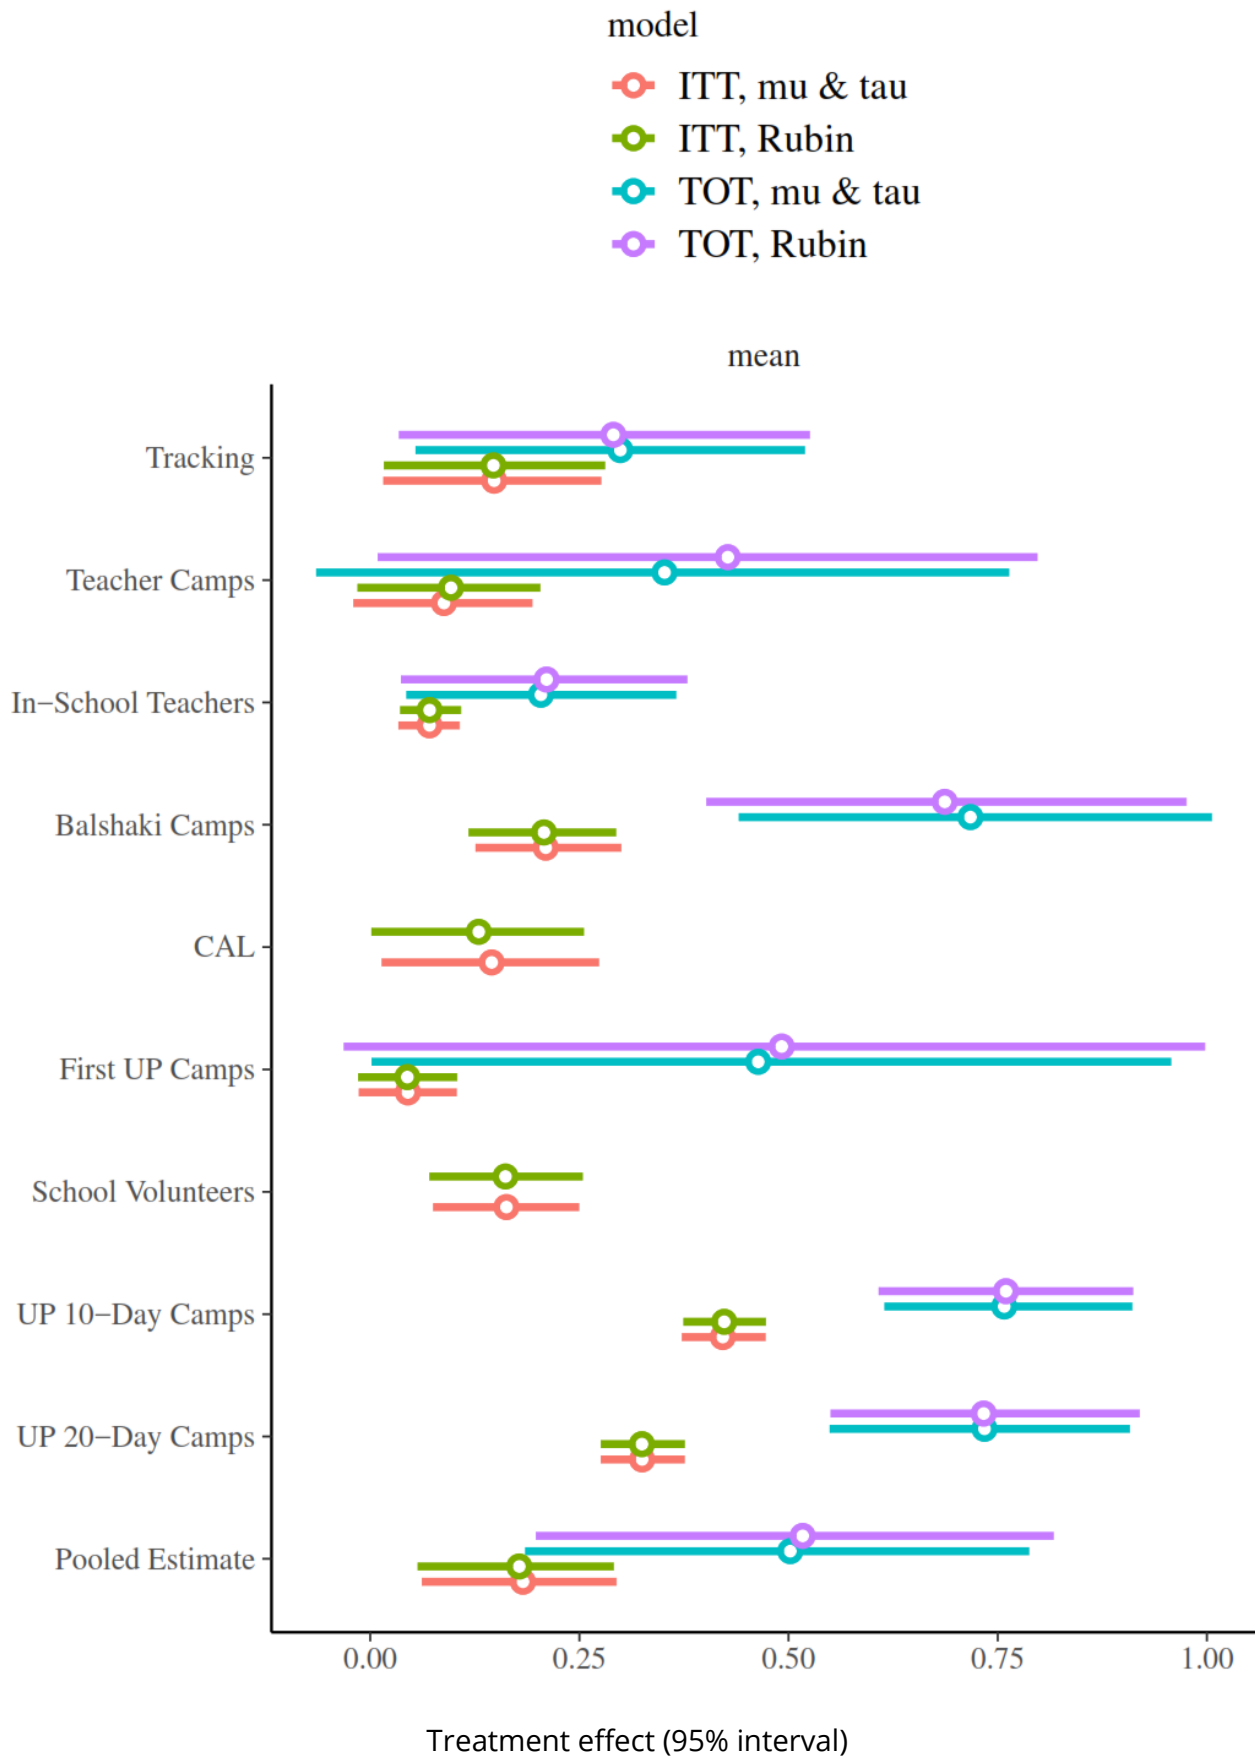 model
ITT, mu & tau
ITT, Rubin
TOT, mu & tau
TOT, Rubin
mean
Tracking
Teacher Camps
In−School Teachers
Balshaki Camps
CAL
First UP Camps
School Volunteers
UP 10−Day Camps
UP 20−Day Camps
Pooled Estimate
0.00 0.25 0.50 0.75 1.00
Treatment effect (95% interval)